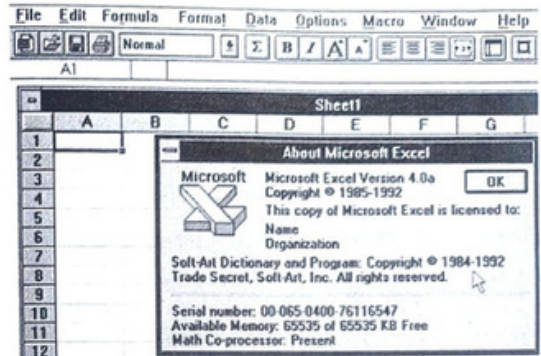 File Edit Formula Format Data Options Macro Window Help
Normal Σ B I A A
A1
Sheet1
A B C D E F G
1
2
3
4
5
6
7
8
9
10
11
12
About Microsoft Excel
Microsoft
Microsoft Excel Version 4.0a
Copyright © 1985-1992
OK
This copy of Microsoft Excel is licensed to:
Name
Organization
Soft-Art Dictionary and Program: Copyright © 1984-1992
Trade Secret, Soft-Art, Inc. All rights reserved.
Serial number: 00-065-0400-76116547
Available Memory: 65535 of 65535 KB Free
Math Co-processor: Present